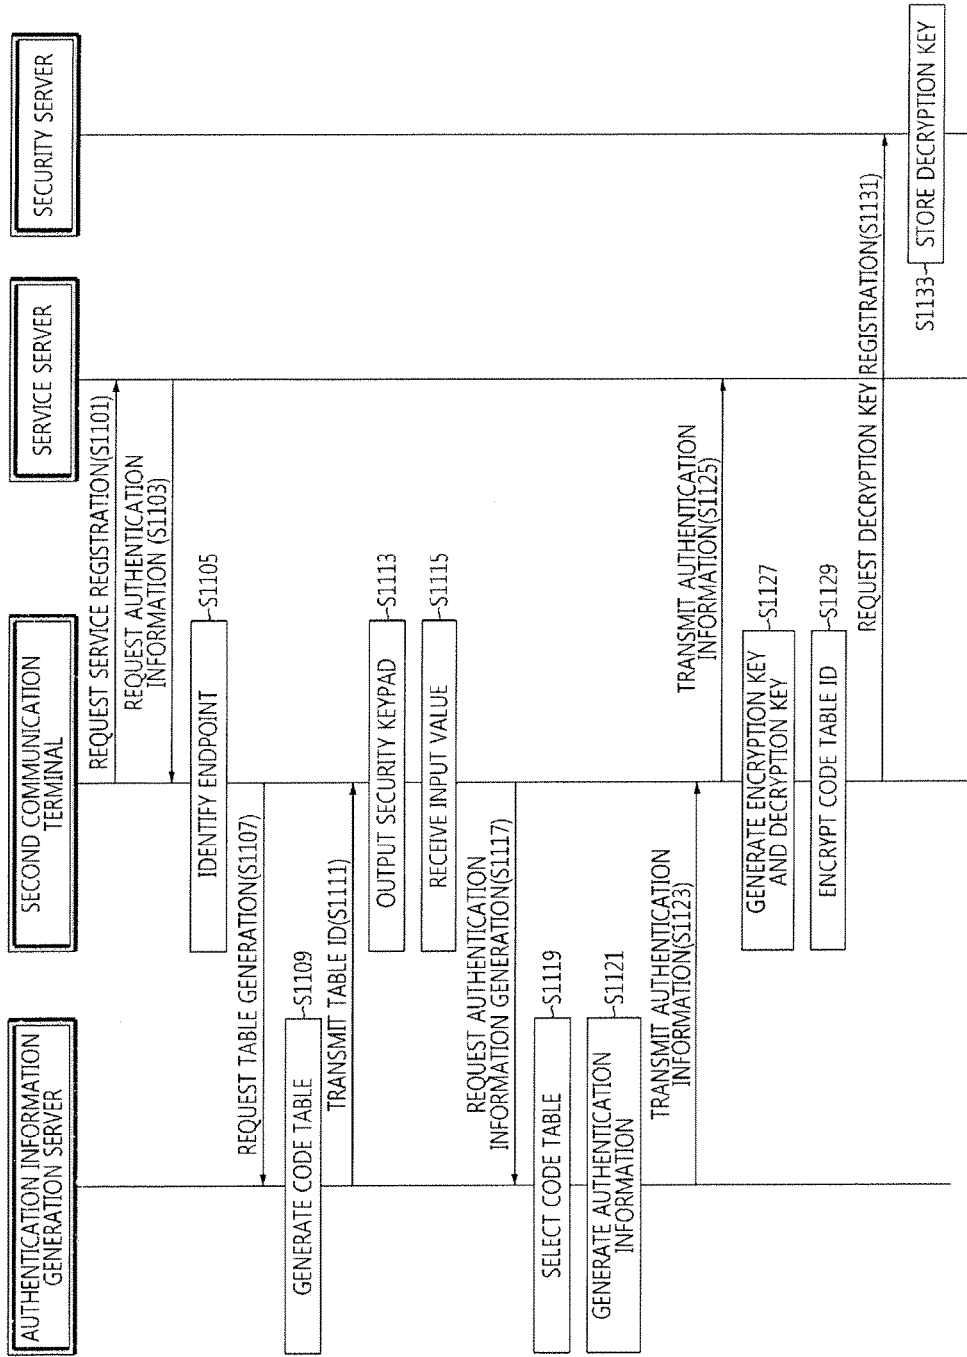 AUTHENTICATION INFORMATION
GENERATION SERVER
SECOND COMMUNICATION
TERMINAL
SERVICE SERVER
SECURITY SERVER
REQUEST SERVICE REGISTRATION(S1101)
REQUEST AUTHENTICATION
INFORMATION (S1103)
IDENTIFY ENDPOINT
S1105
REQUEST TABLE GENERATION(S1107)
GENERATE CODE TABLE
S1109
TRANSMIT TABLE ID(S1111)
OUTPUT SECURITY KEYPAD
S1113
RECEIVE INPUT VALUE
S1115
REQUEST AUTHENTICATION
INFORMATION GENERATION(S1117)
SELECT CODE TABLE
S1119
GENERATE AUTHENTICATION
INFORMATION
S1121
TRANSMIT AUTHENTICATION
INFORMATION(S1123)
TRANSMIT AUTHENTICATION
INFORMATION(S1125)
GENERATE ENCRYPTION KEY
AND DECRYPTION KEY
S1127
ENCRYPT CODE TABLE ID
S1129
REQUEST DECRYPTION KEY REGISTRATION(S1131)
S1133
STORE DECRYPTION KEY